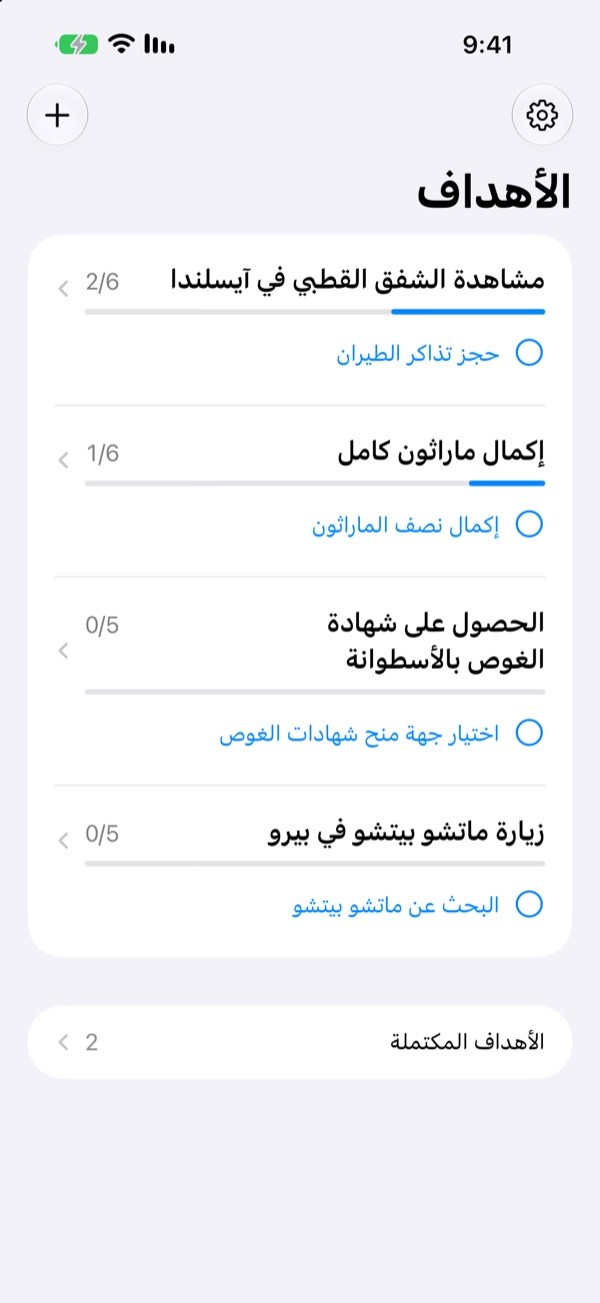 9:41
الأهداف
مشاهدة الشفق القطبي في آيسلندا
2/6
حجز تذاكر الطيران
إكمال ماراثون كامل
1/6
إكمال نصف الماراثون
الحصول على شهادة
الغوص بالأسطوانة
0/5
اختيار جهة منح شهادات الغوص
زيارة ماتشو بيتشو في بيرو
0/5
البحث عن ماتشو بيتشو
الأهداف المكتملة
2